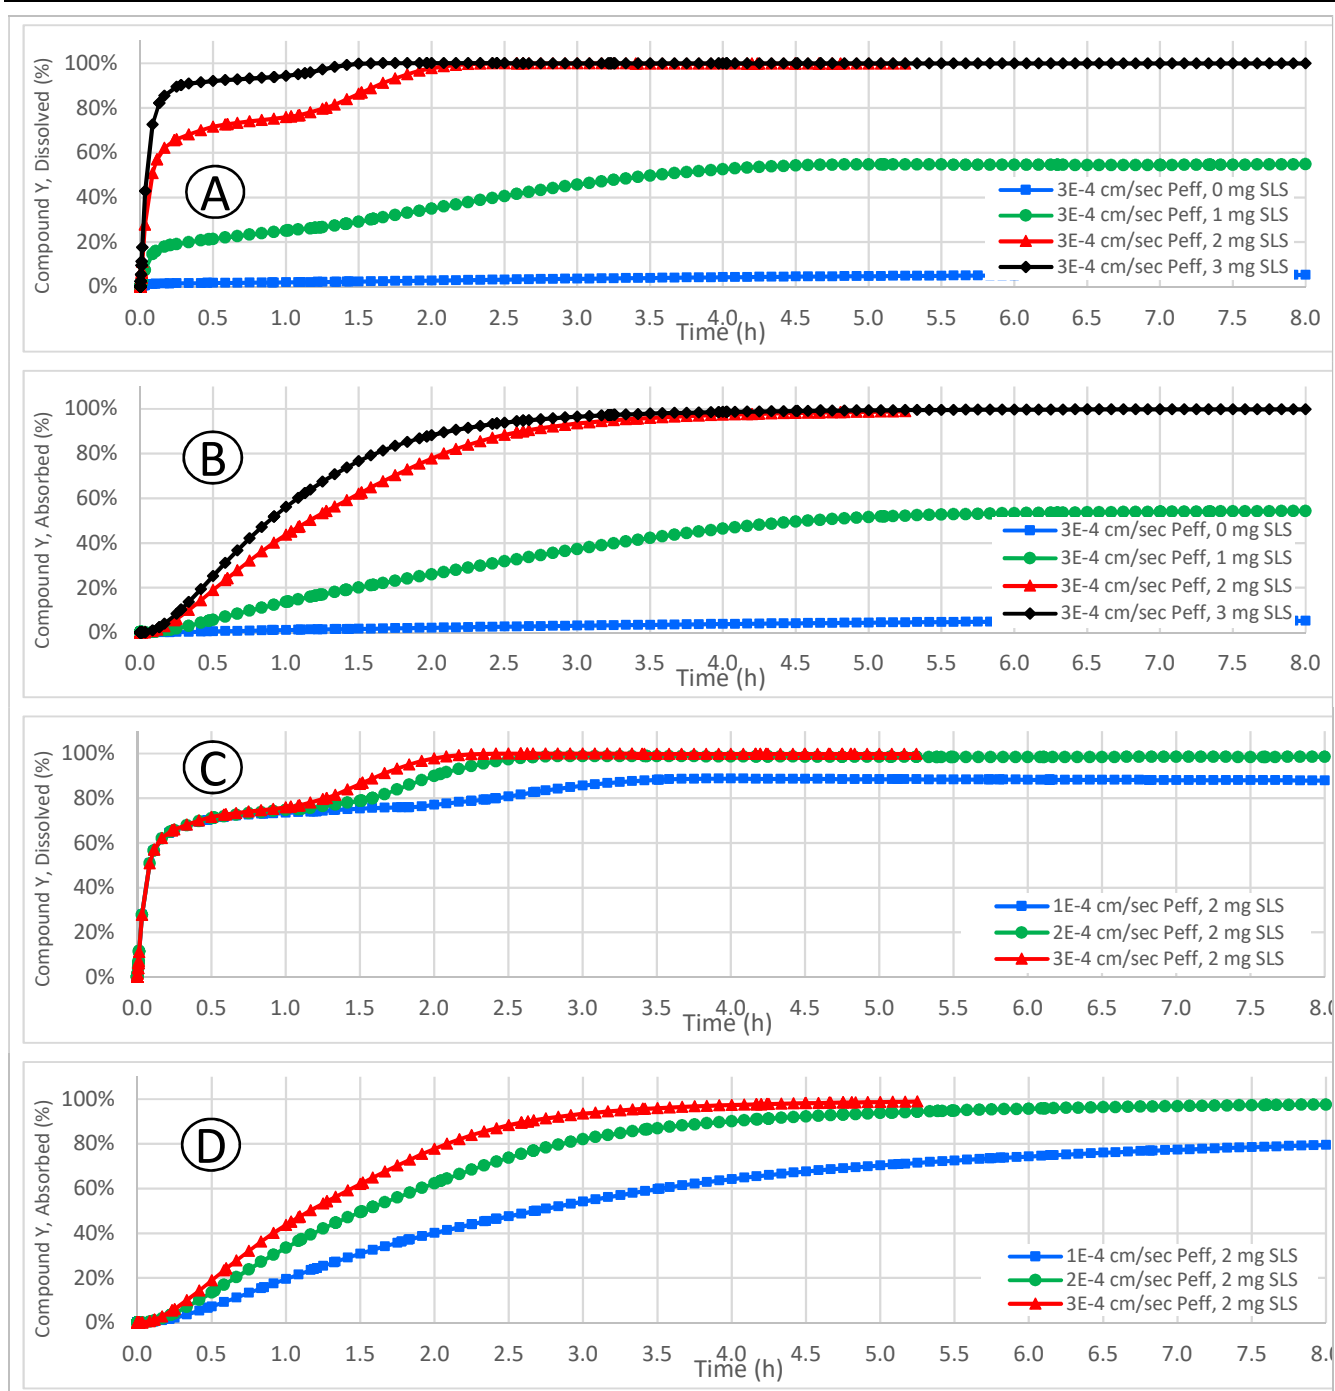 Compound Y, Dissolved (%)
100%
80%
60%
40%
20%
0%
A
3E-4 cm/sec Peff, 0 mg SLS
3E-4 cm/sec Peff, 1 mg SLS
3E-4 cm/sec Peff, 2 mg SLS
3E-4 cm/sec Peff, 3 mg SLS
0.0 0.5 1.0 1.5 2.0 2.5 3.0 3.5 4.0 4.5 5.0 5.5 6.0 6.5 7.0 7.5 8.0
Time (h)
Compound Y, Absorbed (%)
100%
80%
60%
40%
20%
0%
B
3E-4 cm/sec Peff, 0 mg SLS
3E-4 cm/sec Peff, 1 mg SLS
3E-4 cm/sec Peff, 2 mg SLS
3E-4 cm/sec Peff, 3 mg SLS
0.0 0.5 1.0 1.5 2.0 2.5 3.0 3.5 4.0 4.5 5.0 5.5 6.0 6.5 7.0 7.5 8.0
Time (h)
Compound Y, Dissolved (%)
100%
80%
60%
40%
20%
0%
C
1E-4 cm/sec Peff, 2 mg SLS
2E-4 cm/sec Peff, 2 mg SLS
3E-4 cm/sec Peff, 2 mg SLS
0.0 0.5 1.0 1.5 2.0 2.5 3.0 3.5 4.0 4.5 5.0 5.5 6.0 6.5 7.0 7.5 8.0
Time (h)
Compound Y, Absorbed (%)
100%
80%
60%
40%
20%
0%
D
1E-4 cm/sec Peff, 2 mg SLS
2E-4 cm/sec Peff, 2 mg SLS
3E-4 cm/sec Peff, 2 mg SLS
0.0 0.5 1.0 1.5 2.0 2.5 3.0 3.5 4.0 4.5 5.0 5.5 6.0 6.5 7.0 7.5 8.0
Time (h)